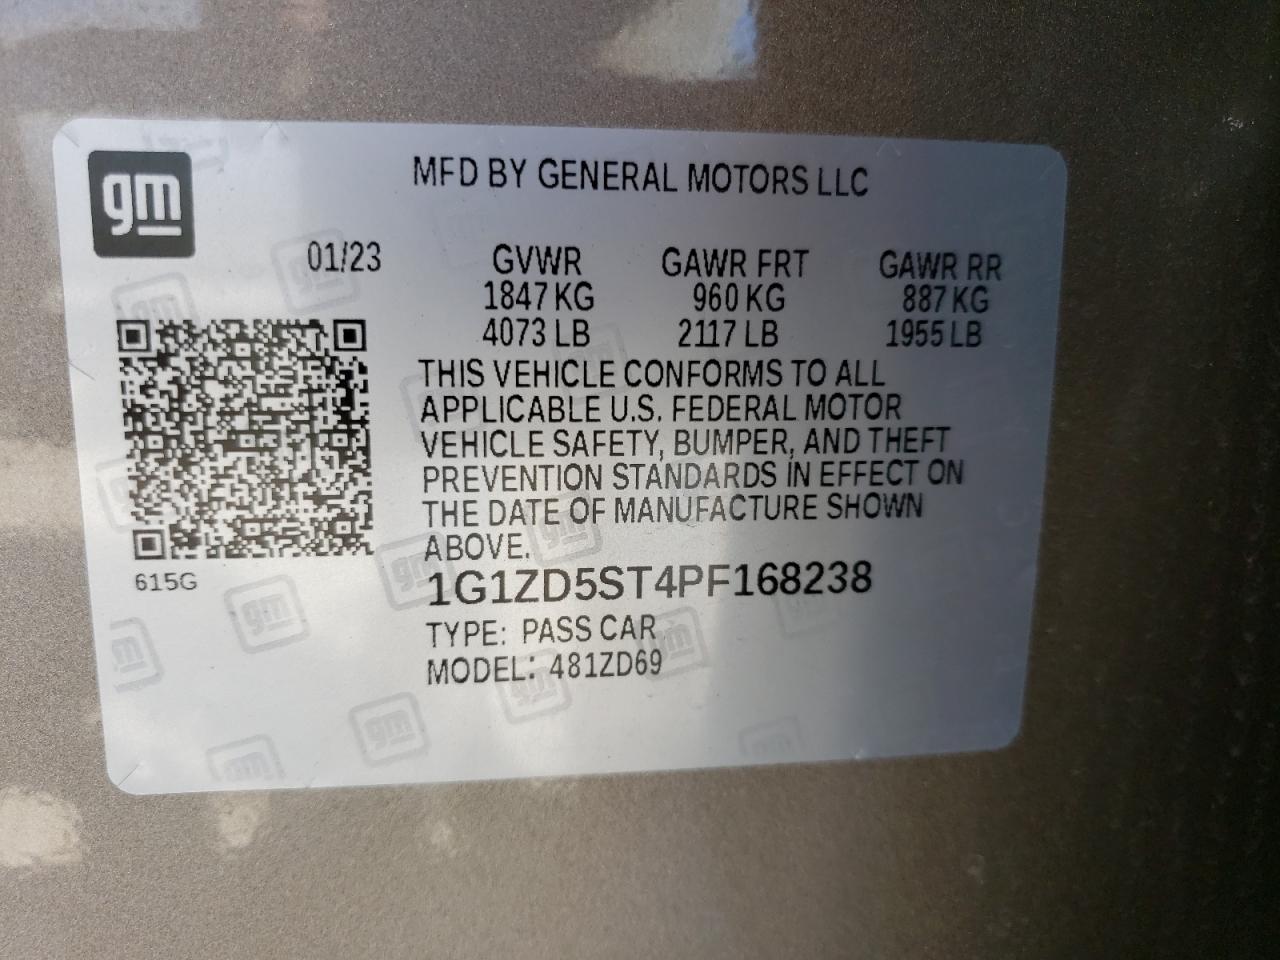 gm
MFD BY GENERAL MOTORS LLC
01/23 GVWR GAWR FRT GAWR RR
1847 KG 960 KG 887 KG
4073 LB 2117 LB 1955 LB
THIS VEHICLE CONFORMS TO ALL
APPLICABLE U.S. FEDERAL MOTOR
VEHICLE SAFETY, BUMPER, AND THEFT
PREVENTION STANDARDS IN EFFECT ON
THE DATE OF MANUFACTURE SHOWN
ABOVE.
615G
1G1ZD5ST4PF168238
TYPE: PASS CAR
MODEL: 481ZD69